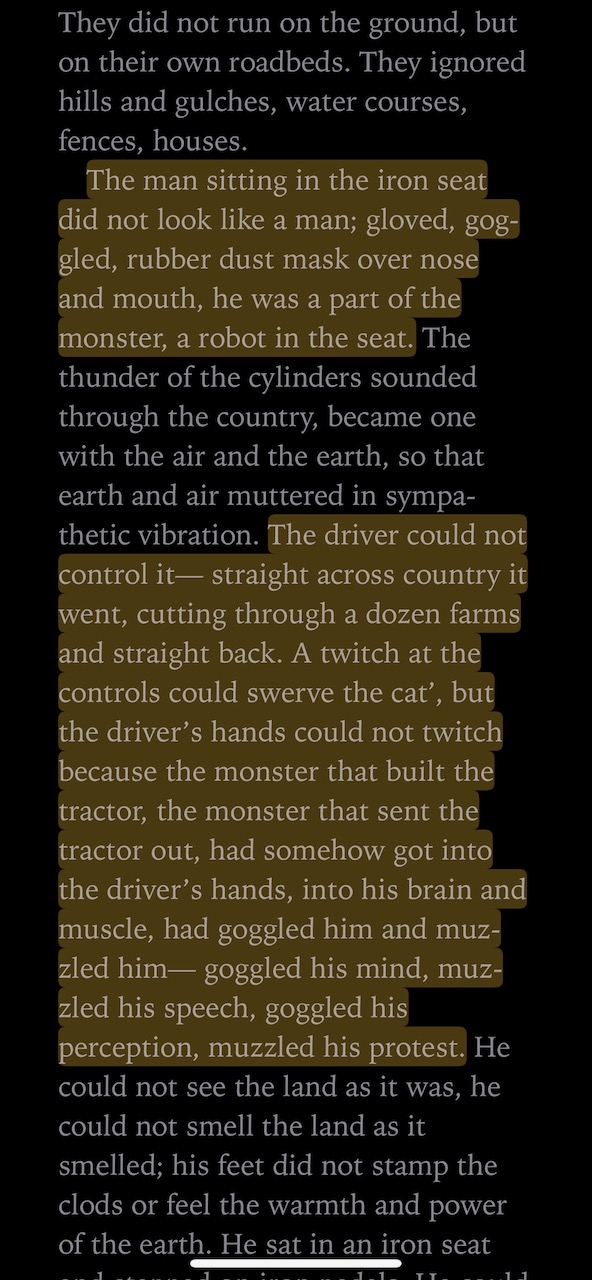 They did not run on the ground, but
on their own roadbeds. They ignored
hills and gulches, water courses,
fences, houses.
The man sitting in the iron seat
did not look like a man; gloved, gog-
gled, rubber dust mask over nose
and mouth, he was a part of the
monster, a robot in the seat. The
thunder of the cylinders sounded
through the country, became one
with the air and the earth, so that
earth and air muttered in sympa-
thetic vibration. The driver could not
control it— straight across country it
went, cutting through a dozen farms
and straight back. A twitch at the
controls could swerve the cat’, but
the driver’s hands could not twitch
because the monster that built the
tractor, the monster that sent the
tractor out, had somehow got into
the driver’s hands, into his brain and
muscle, had goggled him and muz-
zled him— goggled his mind, muz-
zled his speech, goggled his
perception, muzzled his protest. He
could not see the land as it was, he
could not smell the land as it
smelled; his feet did not stamp the
clods or feel the warmth and power
of the earth. He sat in an iron seat